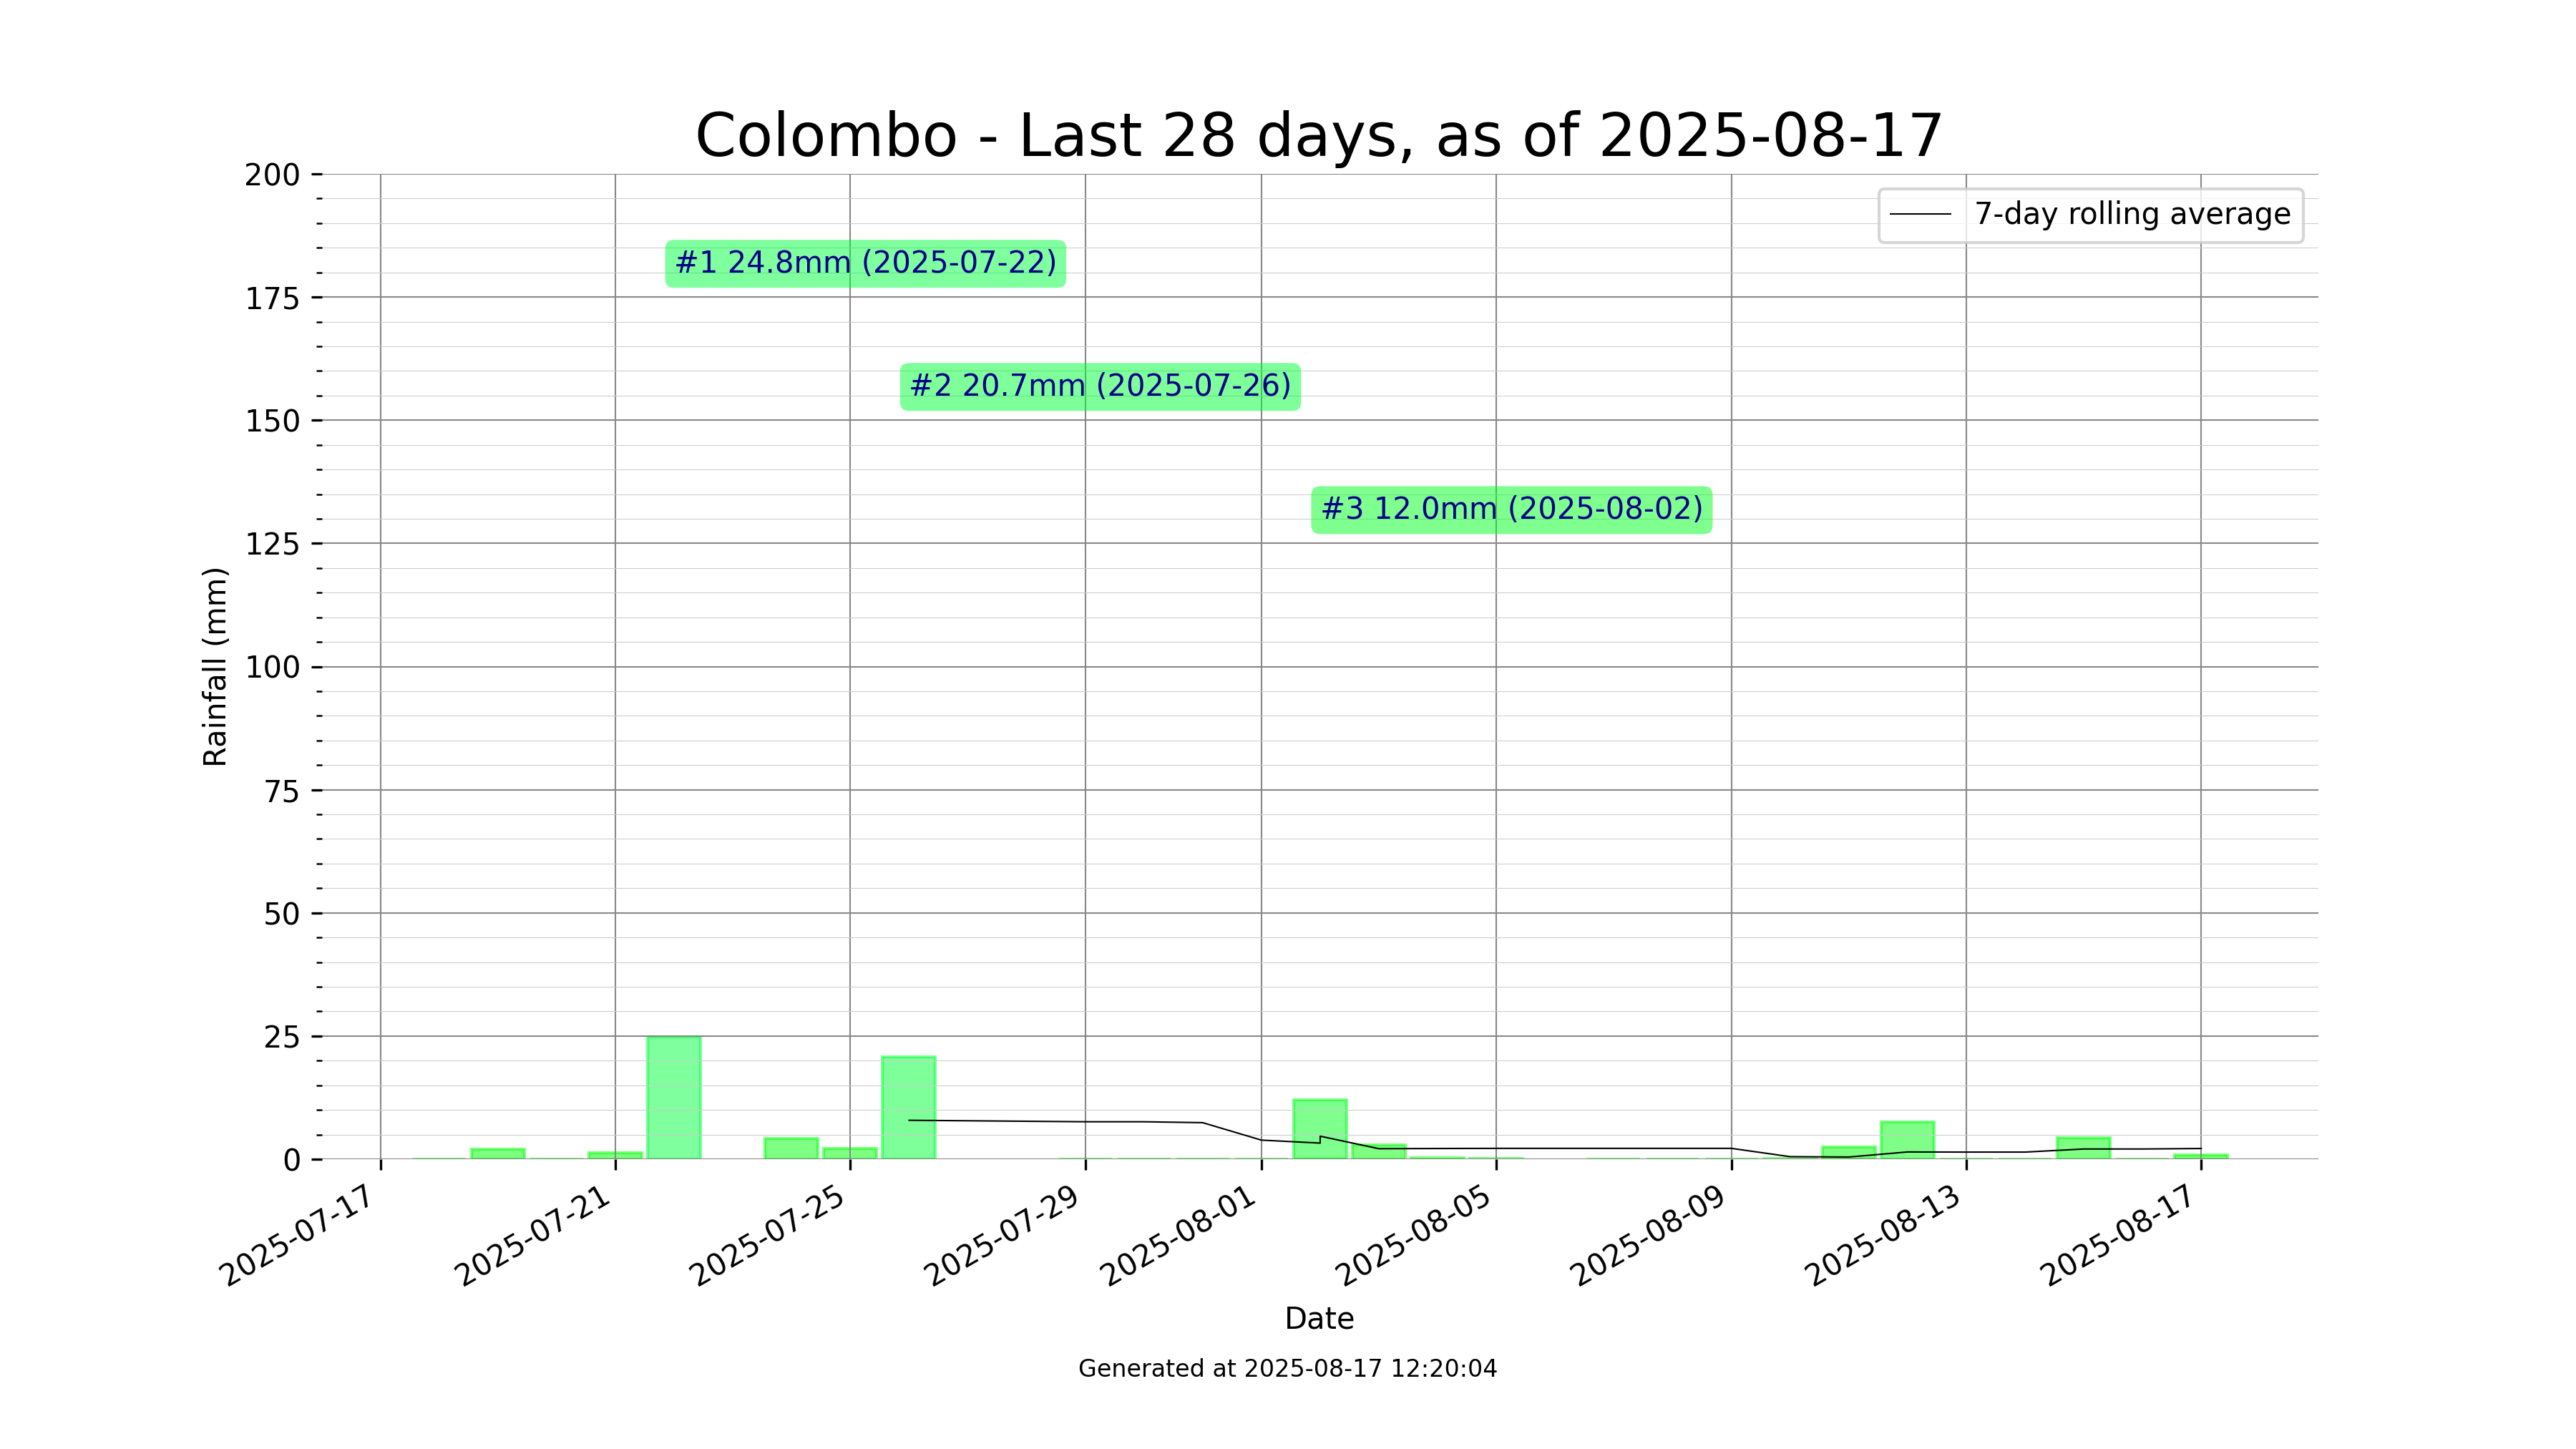 Colombo - Last 28 days, as of 2025-08-17
7-day rolling average
#1 24.8mm (2025-07-22)
#2 20.7mm (2025-07-26)
#3 12.0mm (2025-08-02)
Rainfall (mm)
200
175
150
125
100
75
50
25
0
2025-07-17
2025-07-21
2025-07-25
2025-07-29
2025-08-01
2025-08-05
2025-08-09
2025-08-13
2025-08-17
Date
Generated at 2025-08-17 12:20:04